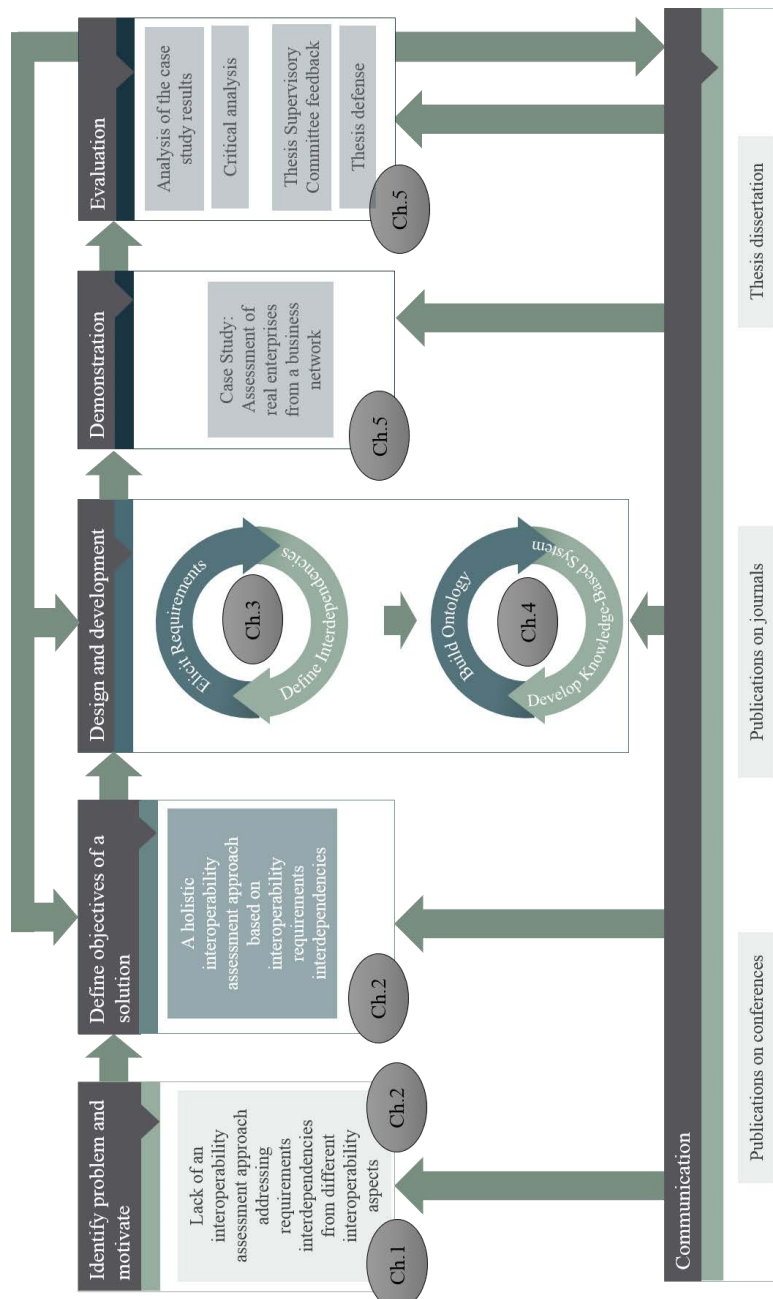 Identify problem and
motivate
Lack of an
interoperability
assessment approach
addressing
requirements
interdependencies
from different
interoperability
aspects
Ch.1
Ch.2
Define objectives of a
solution
A holistic
interoperability
assessment approach
based on
interoperability
requirements
interdependencies
Ch.2
Design and development
Elicit Requirements
Define Interdependencies
Ch.3
Build Ontology
Develop Knowledge-Based System
Ch.4
Demonstration
Case Study:
Assessment of
real enterprises
from a business
network
Ch.5
Evaluation
Analysis of the case
study results
Critical analysis
Thesis Supervisory
Committee feedback
Thesis defense
Ch.5
Communication
Publications on conferences
Publications on journals
Thesis dissertation